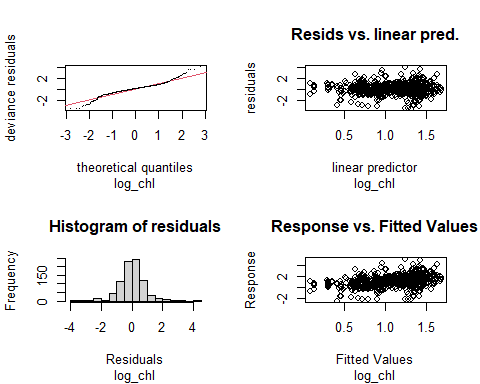 deviance residuals
2
-2
-3 -1 0 1 2 3
theoretical quantiles
log_chl
Resids vs. linear pred.
residuals
2
-2
0.5 1.0 1.5
linear predictor
log_chl
Histogram of residuals
Frequency
150
0
-4 -2 0 2 4
Residuals
log_chl
Response vs. Fitted Values
Response
2
-2
0.5 1.0 1.5
Fitted Values
log_chl